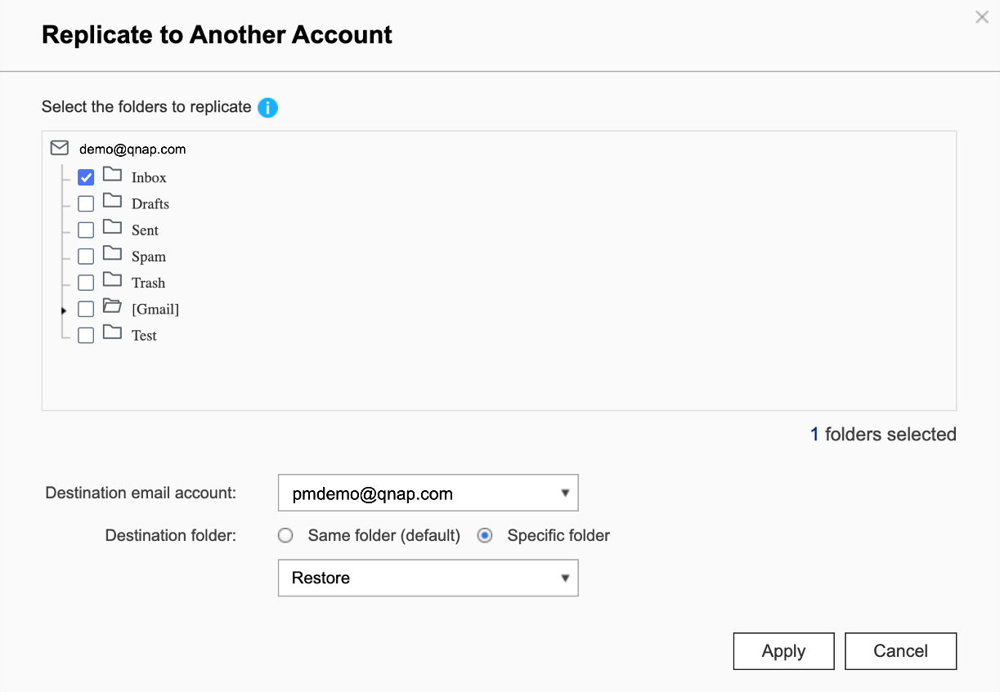 Replicate to Another Account
Select the folders to replicate
demo@qnap.com
Inbox
Drafts
Sent
Spam
Trash
[Gmail]
Test
1 folders selected
Destination email account: pmdemo@qnap.com
Destination folder: Same folder (default) Specific folder
Restore
Apply Cancel